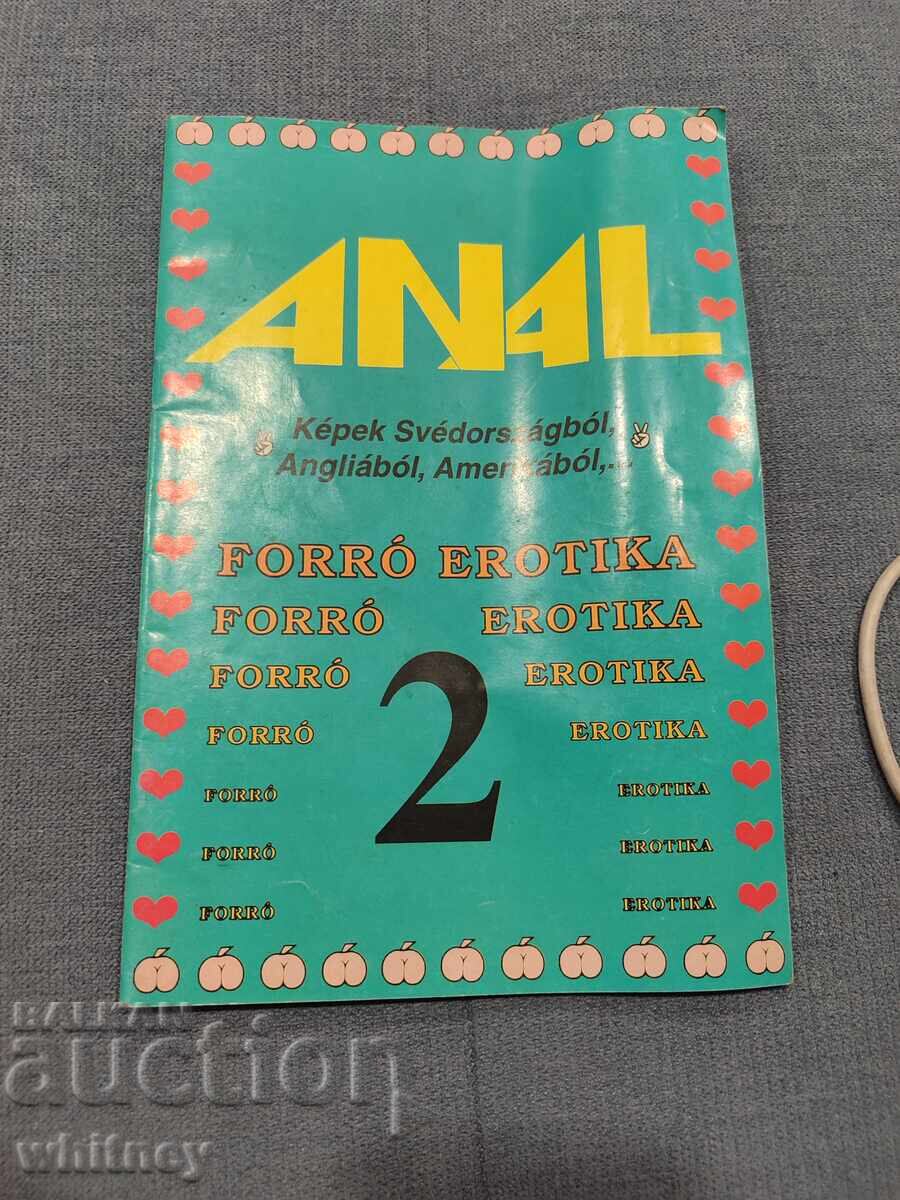 ANAL
Képek Svédországból,
Angliából, Amerikából,...
FORRÓ EROTIKA
FORRÓ EROTIKA
FORRÓ EROTIKA
2
FORRÓ EROTIKA
FORRÓ EROTIKA
FORRÓ EROTIKA
FORRÓ EROTIKA
BALKAN
auction
whitney